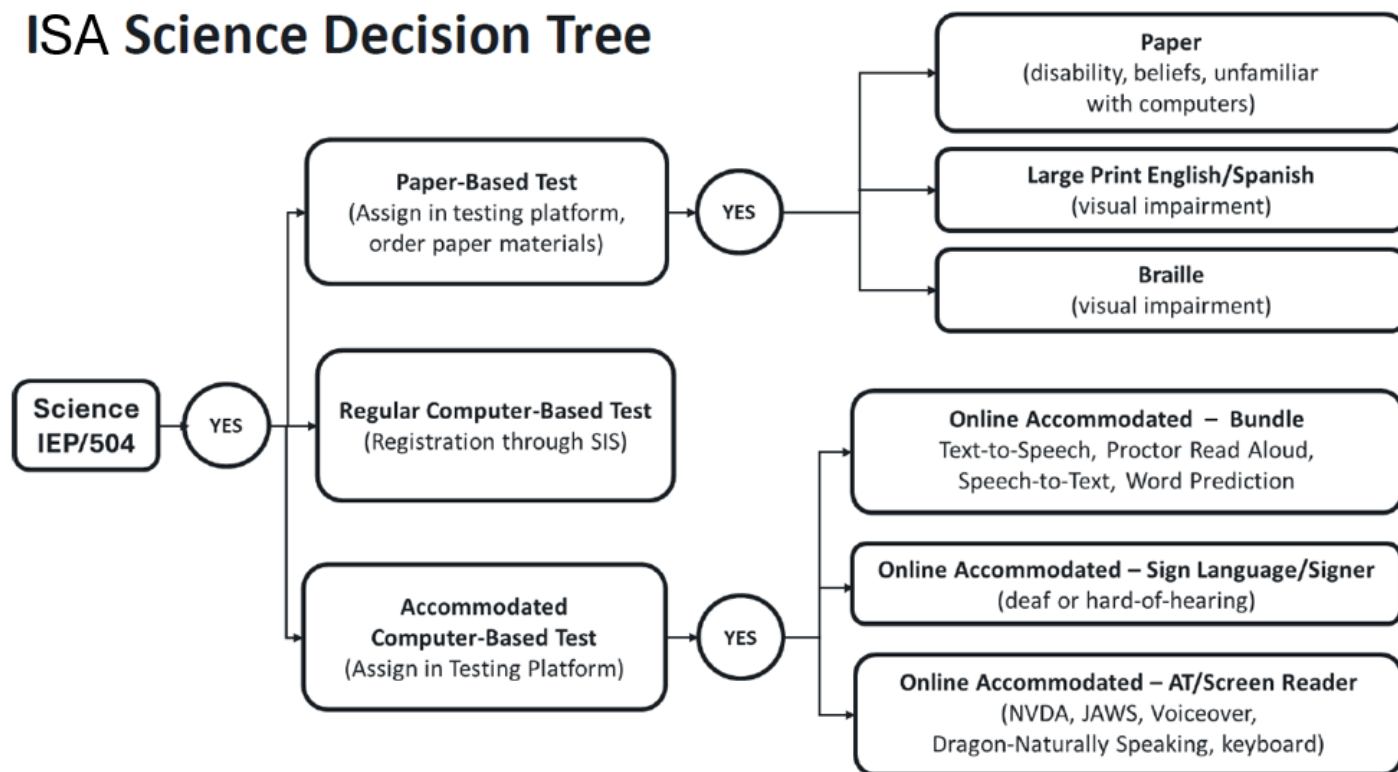 ISA Science Decision Tree
Science
IEP/504
YES
Paper-Based Test
(Assign in testing platform,
order paper materials)
YES
Paper
(disability, beliefs, unfamiliar
with computers)
Large Print English/Spanish
(visual impairment)
Braille
(visual impairment)
Regular Computer-Based Test
(Registration through SIS)
Accommodated
Computer-Based Test
(Assign in Testing Platform)
YES
Online Accommodated – Bundle
Text-to-Speech, Proctor Read Aloud,
Speech-to-Text, Word Prediction
Online Accommodated – Sign Language/Signer
(deaf or hard-of-hearing)
Online Accommodated – AT/Screen Reader
(NVDA, JAWS, Voiceover,
Dragon-Naturally Speaking, keyboard)